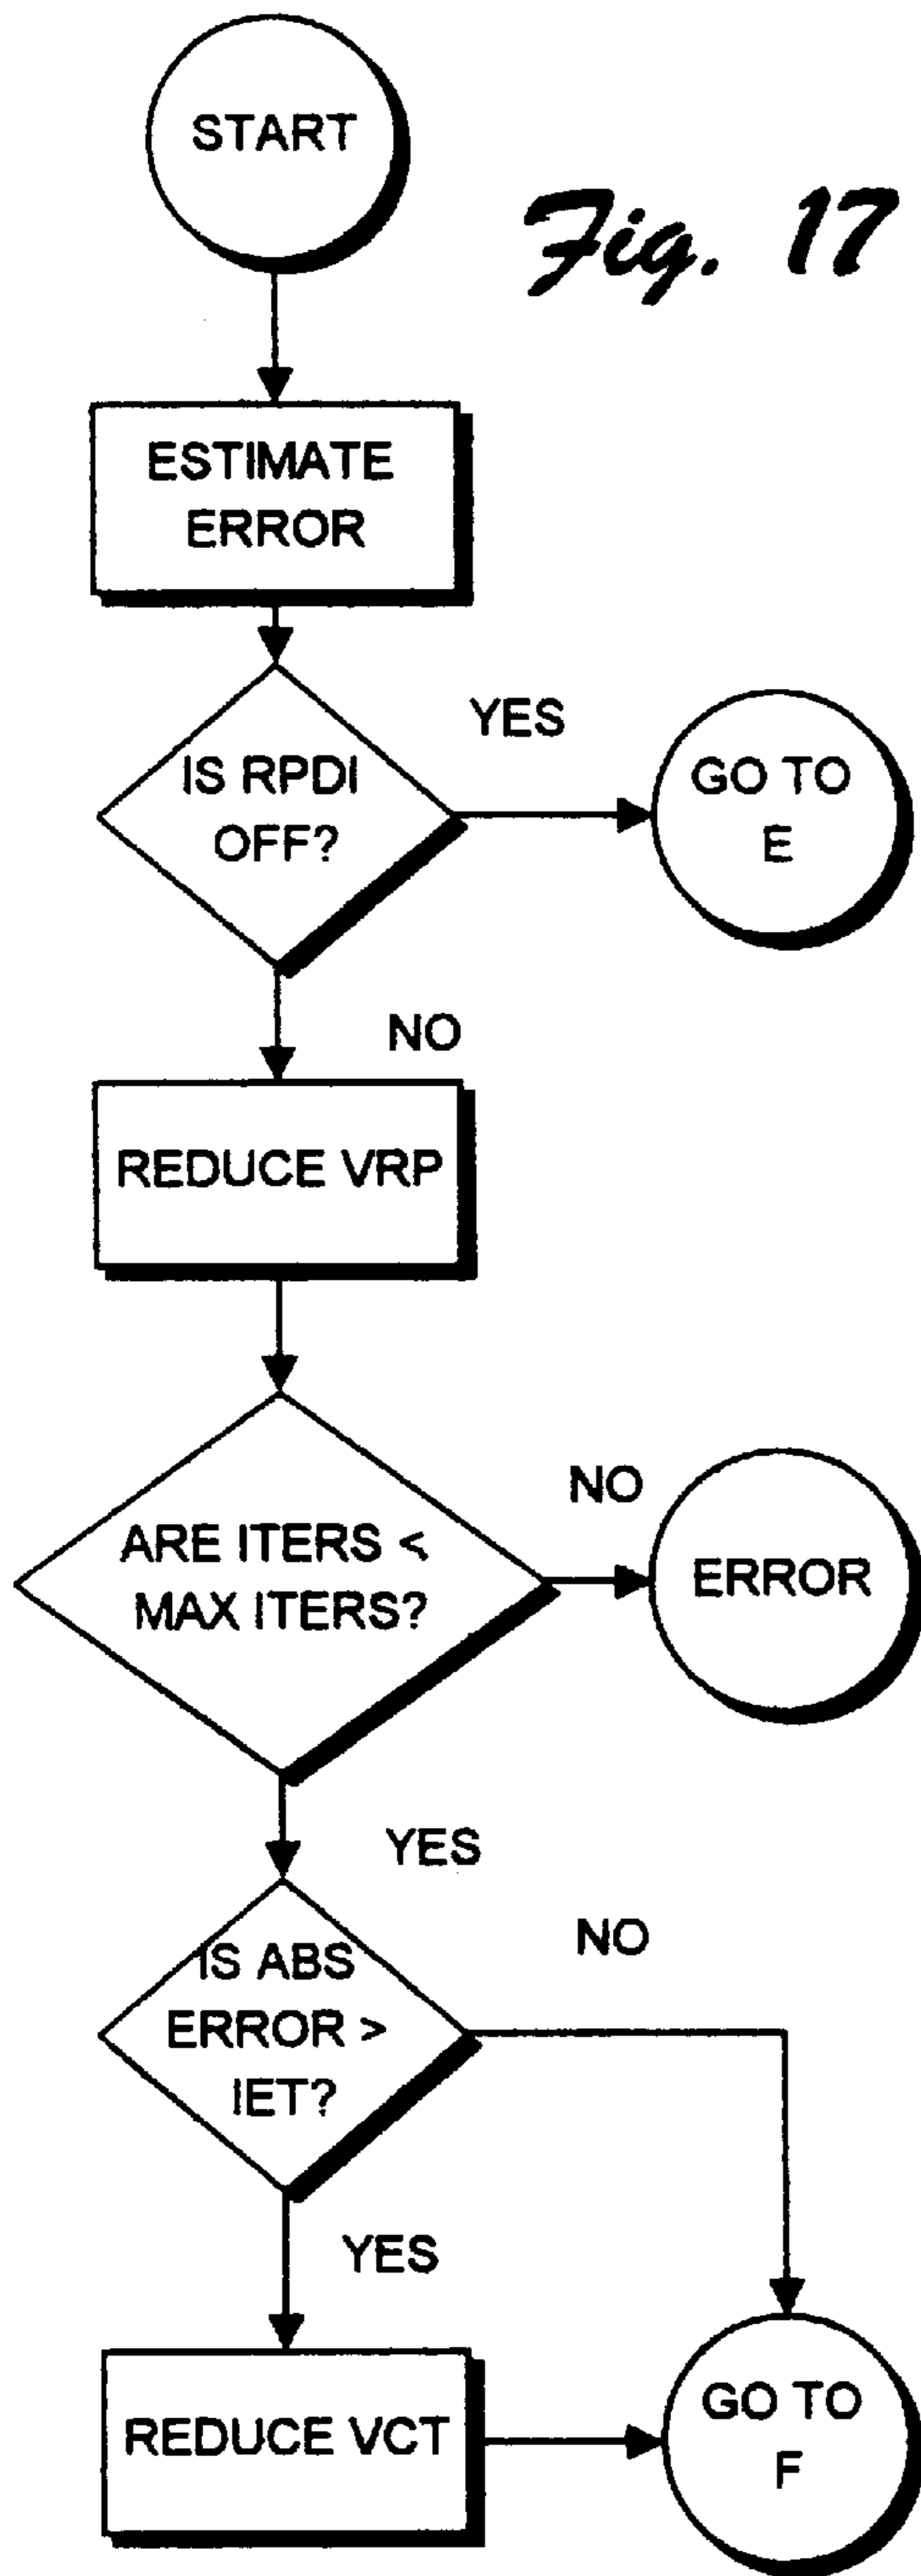 START
Fig. 17
ESTIMATE
ERROR
IS RPDI
OFF?
YES
GO TO
E
NO
REDUCE VRP
ARE ITERS <
MAX ITERS?
NO
ERROR
YES
IS ABS
ERROR >
IET?
NO
YES
REDUCE VCT
GO TO
F